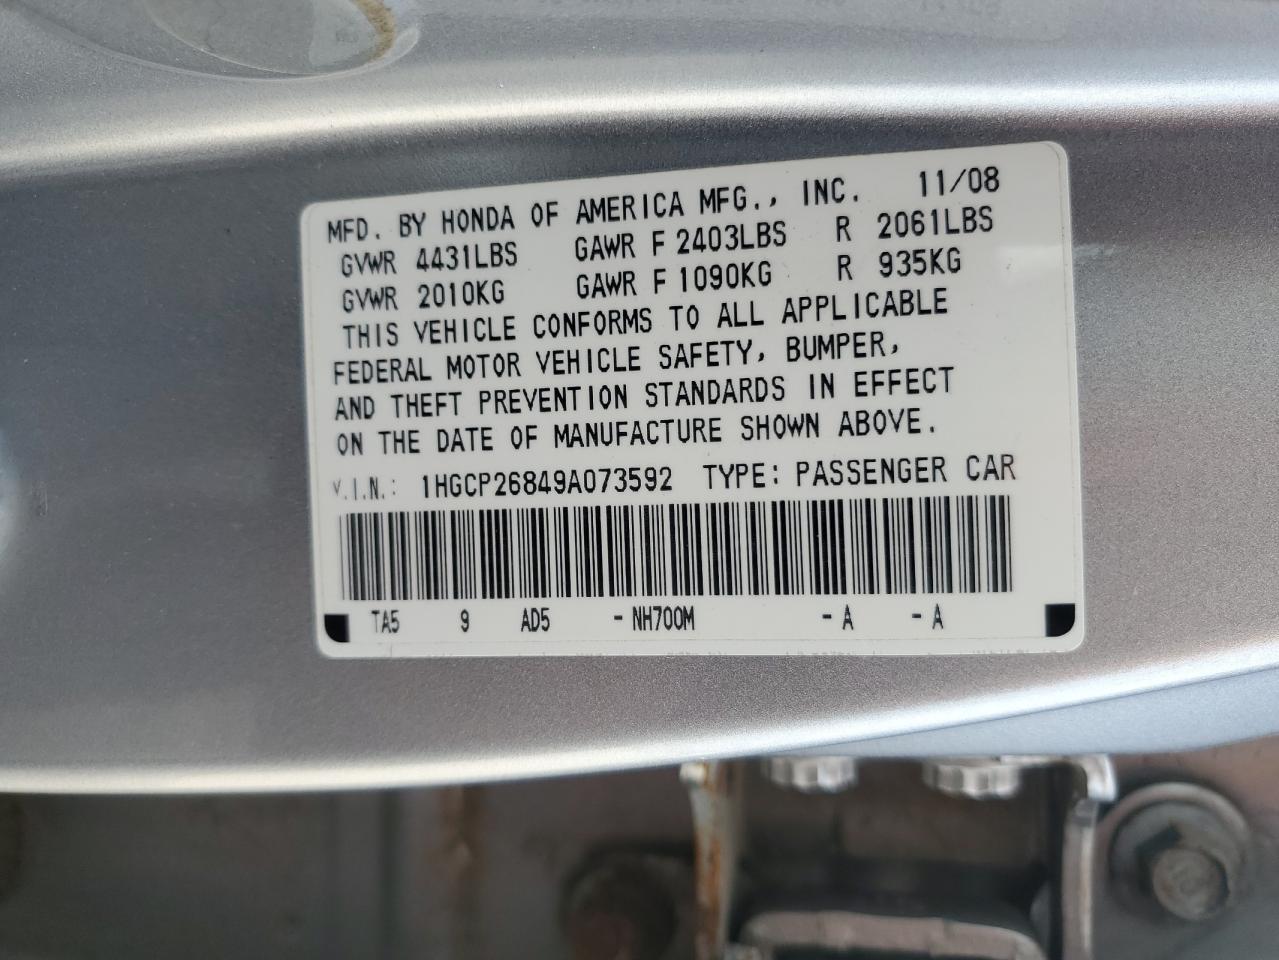 MFD. BY HONDA OF AMERICA MFG., INC. 11/08
GVWR 4431LBS GAWR F 2403LBS R 2061LBS
GVWR 2010KG GAWR F 1090KG R 935KG
THIS VEHICLE CONFORMS TO ALL APPLICABLE
FEDERAL MOTOR VEHICLE SAFETY, BUMPER,
AND THEFT PREVENTION STANDARDS IN EFFECT
ON THE DATE OF MANUFACTURE SHOWN ABOVE.
V.I.N.: 1HGCP26849A073592 TYPE: PASSENGER CAR
TA5 9 AD5 -NH700M -A -A